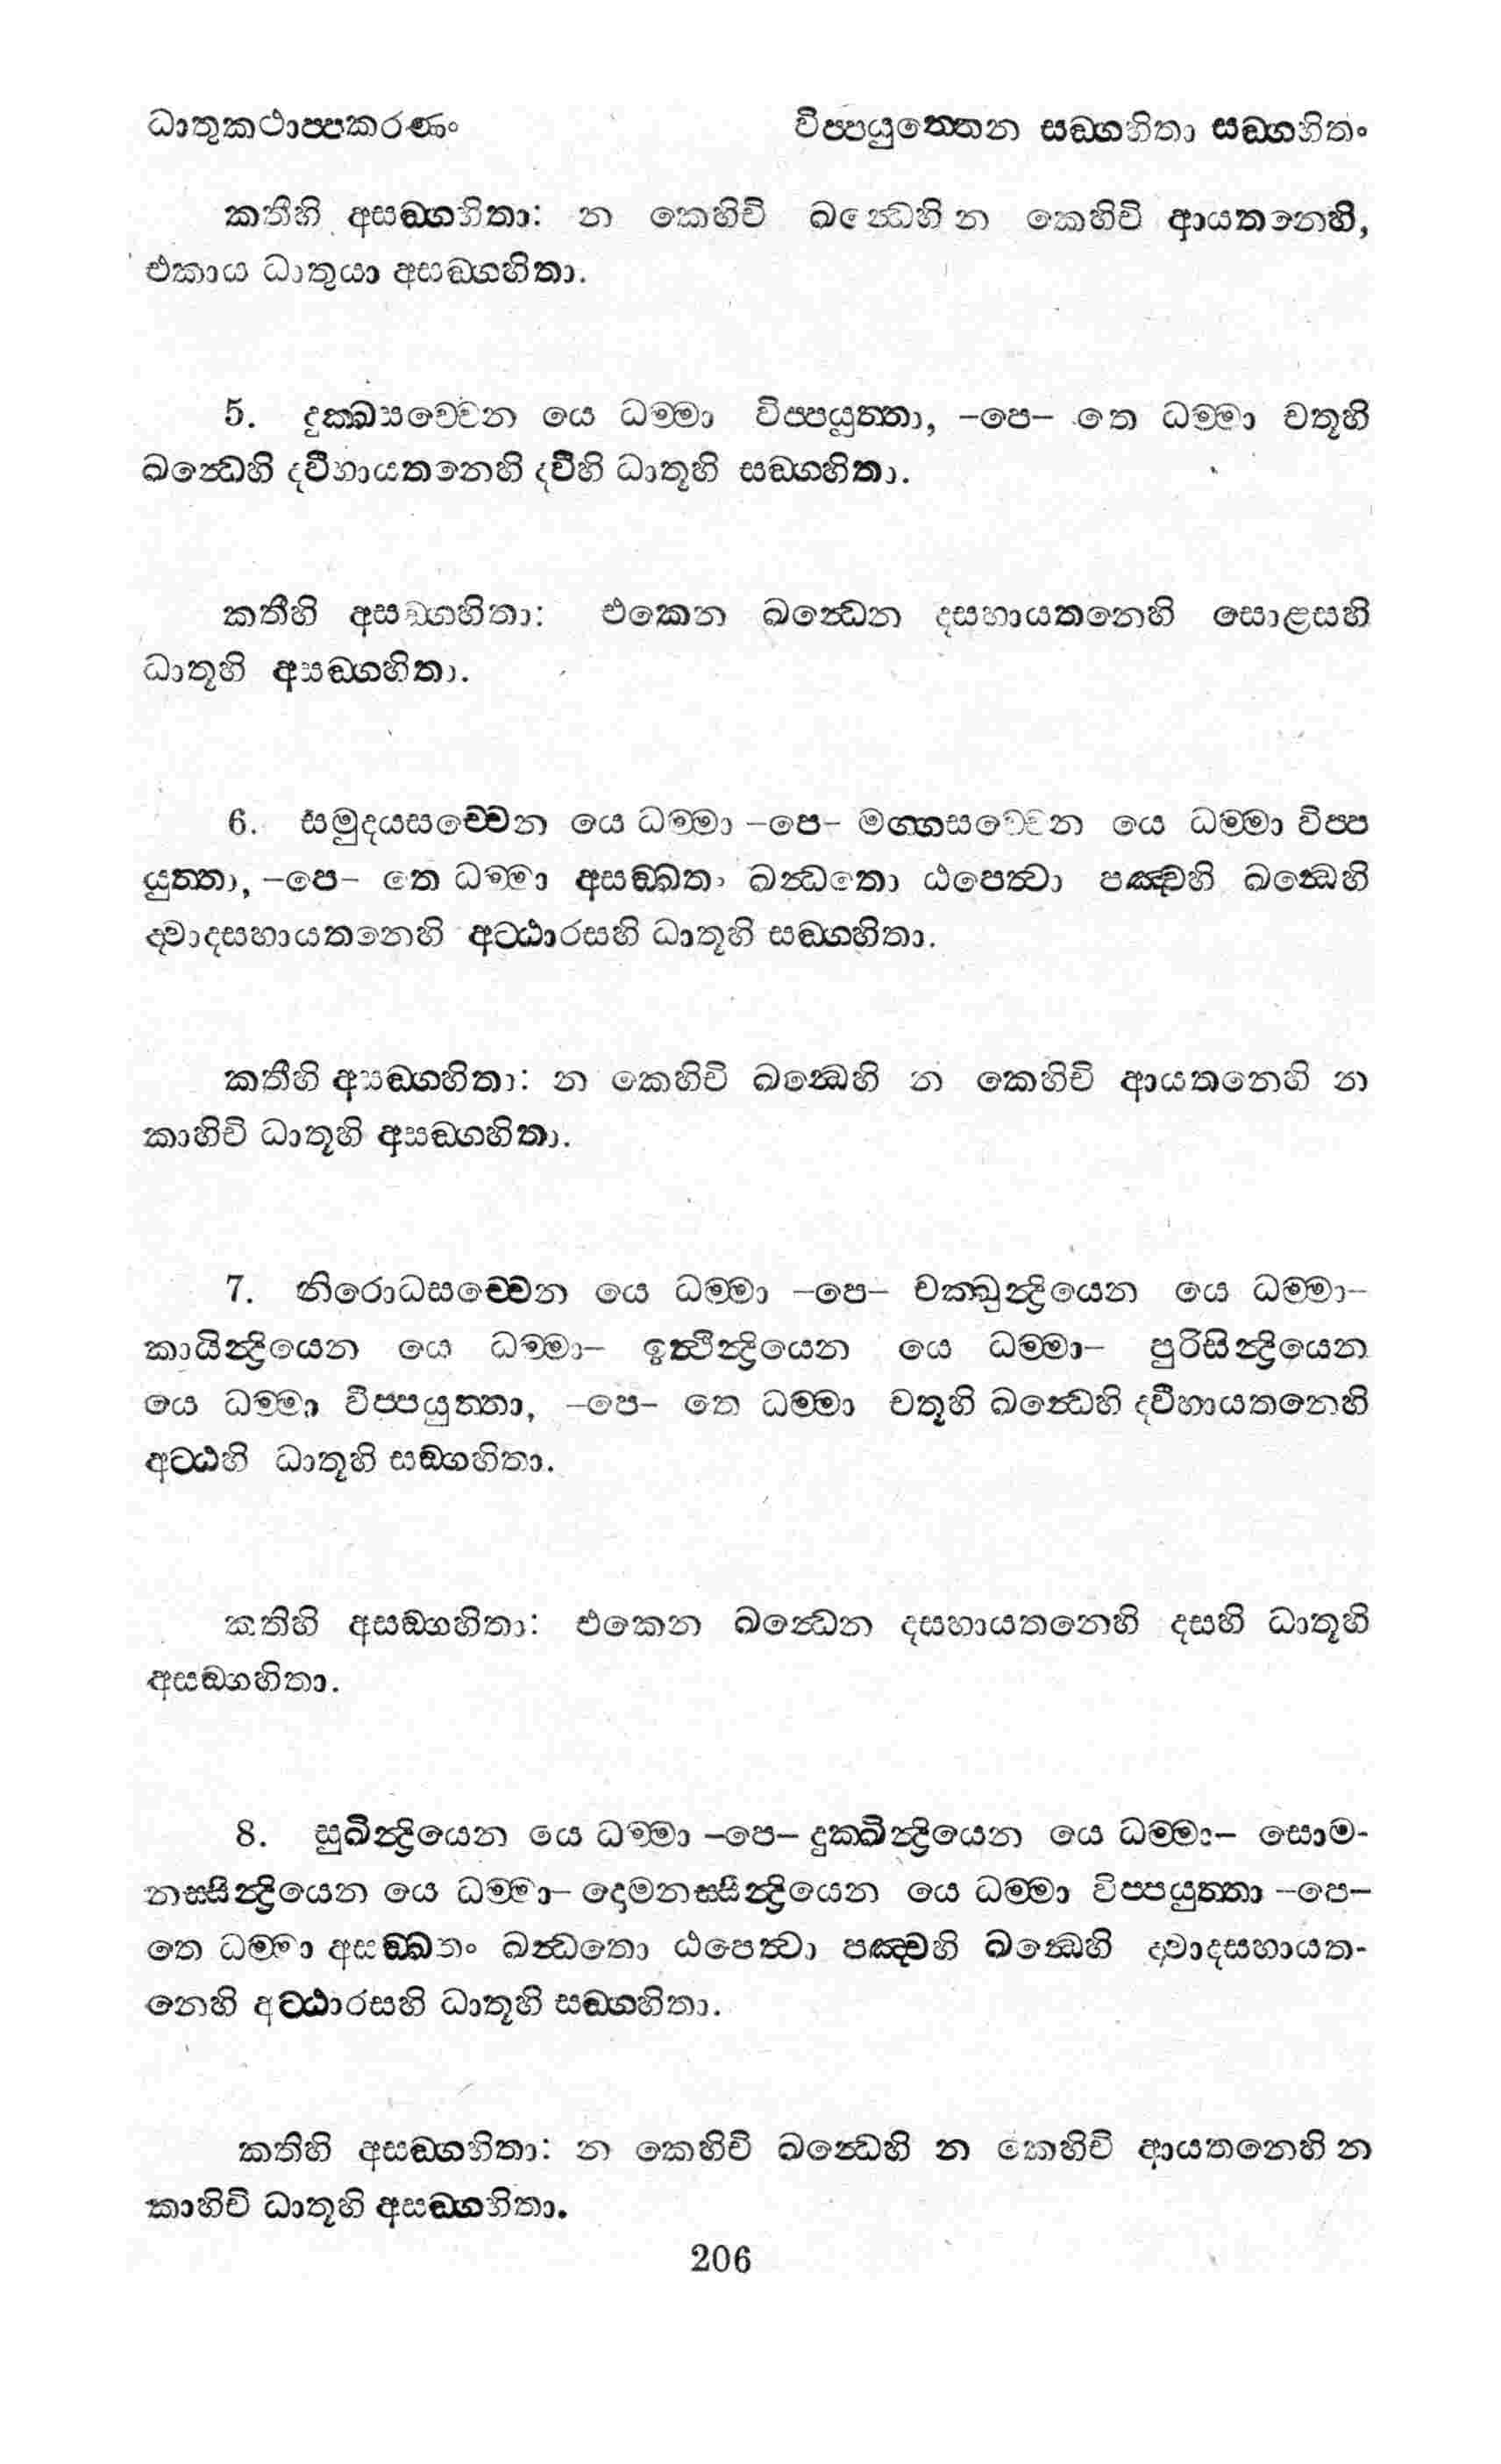 ධාතුකථාප්පකරණං විප්පයුත්තෙන සඞ්ගහිතා සඞ්ගහිතං
කතීහි අසඞ්ගහිතා: න කෙහිචි ඛන්ධෙහි න කෙහිචි ආයතනෙහි,
එකාය ධාතුයා අසඞ්ගහිතා.
5. දුක්ඛසච්චෙන යෙ ධම්මා විප්පයුත්තා, –පෙ– තෙ ධම්මා චතූහි
ඛන්ධෙහි ද්වීහායතනෙහි ද්වීහි ධාතූහි සඞ්ගහිතා.
කතීහි අසඞ්ගහිතා: එකෙන ඛන්ධෙන දසහායතනෙහි සොළසහි
ධාතූහි අසඞ්ගහිතා.
6. සමුදයසච්චෙන යෙ ධම්මා –පෙ– මග්ගසච්චෙන යෙ ධම්මා විප්ප
යුත්තා, –පෙ– තෙ ධම්මා අසඞ්ඛතං ඛන්ධතො ඨපෙත්වා පඤ්චහි ඛන්ධෙහි
ද්වාදසහායතනෙහි අට්ඨාරසහි ධාතූහි සඞ්ගහිතා.
කතීහි අසඞ්ගහිතා: න කෙහිචි ඛන්ධෙහි න කෙහිචි ආයතනෙහි න
කාහිචි ධාතූහි අසඞ්ගහිතා.
7. නිරොධසච්චෙන යෙ ධම්මා –පෙ– චක්ඛුන්ද්‍රියෙන යෙ ධම්මා–
කායින්ද්‍රියෙන යෙ ධම්මා– ඉත්ථින්ද්‍රියෙන යෙ ධම්මා– පුරිසින්ද්‍රියෙන
යෙ ධම්මා විප්පයුත්තා, –පෙ– තෙ ධම්මා චතූහි ඛන්ධෙහි ද්වීහායතනෙහි
අට්ඨහි ධාතූහි සඞ්ගහිතා.
කතිහි අසඞ්ගහිතා: එකෙන ඛන්ධෙන දසහායතනෙහි දසහි ධාතූහි
අසඞ්ගහිතා.
8. සුඛින්ද්‍රියෙන යෙ ධම්මා –පෙ– දුක්ඛින්ද්‍රියෙන යෙ ධම්මා– සොම-
නස්සින්ද්‍රියෙන යෙ ධම්මා– දොමනස්සින්ද්‍රියෙන යෙ ධම්මා විප්පයුත්තා –පෙ–
තෙ ධම්මා අසඞ්ඛතං ඛන්ධතො ඨපෙත්වා පඤ්චහි ඛන්ධෙහි ද්වාදසහායත-
නෙහි අට්ඨාරසහි ධාතූහි සඞ්ගහිතා.
කතිහි අසඞ්ගහිතා: න කෙහිචි ඛන්ධෙහි න කෙහිචි ආයතනෙහි න
කාහිචි ධාතූහි අසඞ්ගහිතා.
206